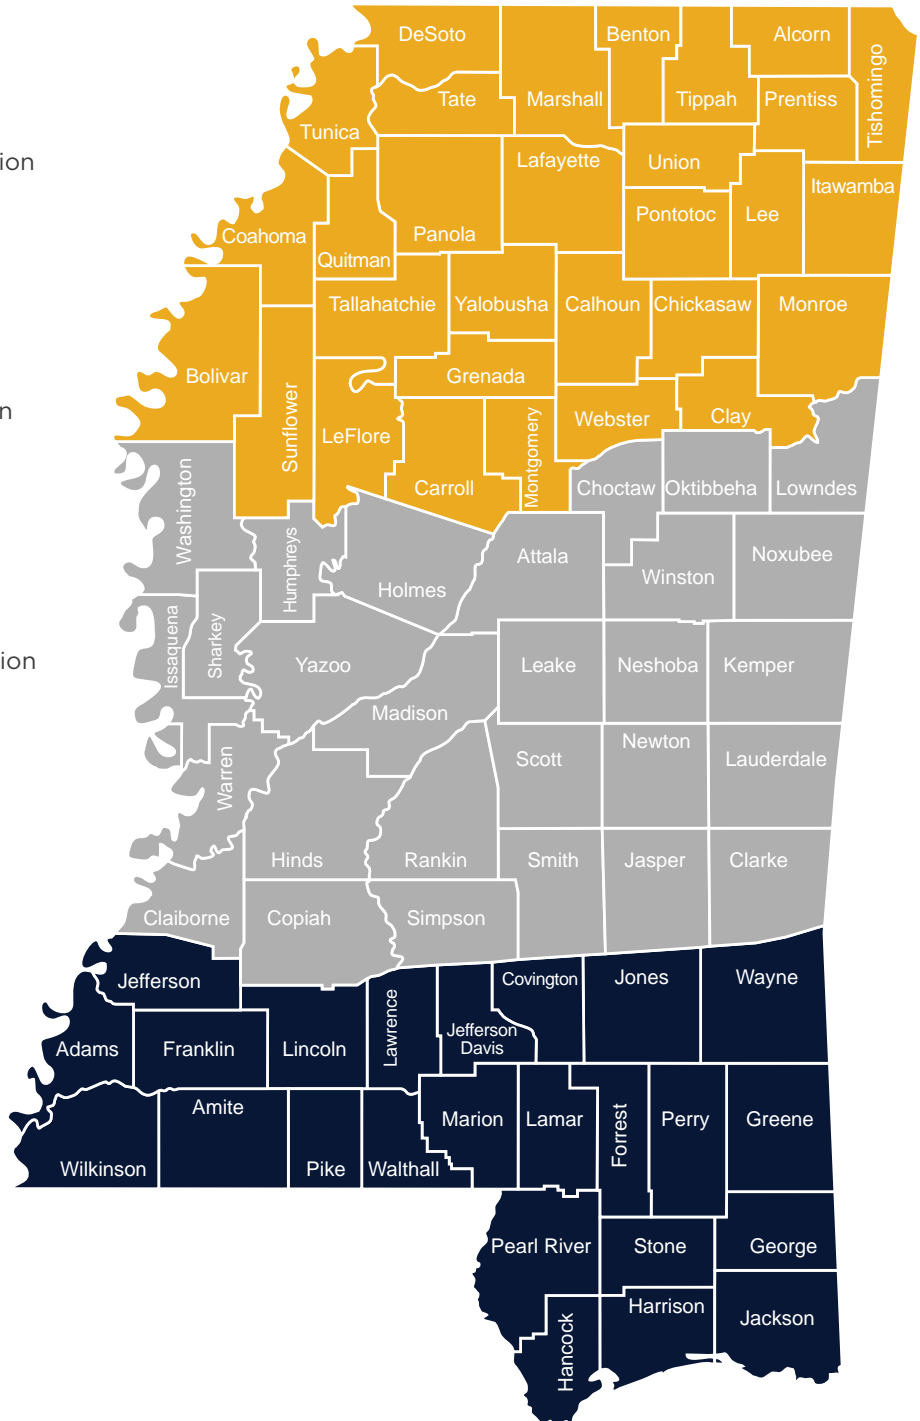 DeSoto
Benton
Alcorn
Tishomingo
Tate
Marshall
Tippah
Prentiss
Tunica
ion
Lafayette
Union
Itawamba
Coahoma
Quitman
Panola
Pontotoc
Lee
Tallahatchie
Yalobusha
Calhoun
Chickasaw
Monroe
Bolivar
Grenada
n
Sunflower
LeFlore
Montgomery
Webster
Clay
Carroll
Choctaw
Oktibbeha
Lowndes
Washington
Humphreys
Holmes
Attala
Winston
Noxubee
Issaquena
Sharkey
ion
Yazoo
Leake
Neshoba
Kemper
Madison
Warren
Scott
Newton
Lauderdale
Hinds
Rankin
Smith
Jasper
Clarke
Claiborne
Copiah
Simpson
Jefferson
Covington
Jones
Wayne
Adams
Franklin
Lincoln
Lawrence
Jefferson
Davis
Amite
Marion
Lamar
Forrest
Perry
Greene
Wilkinson
Pike
Walthall
Pearl River
Stone
George
Hancock
Harrison
Jackson